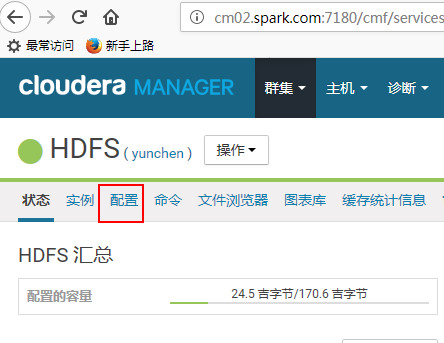 cm02.spark.com:7180/cmf/services
最常访问 新手上路
cloudera MANAGER 群集 主机 诊断
HDFS ( yunchen ) 操作
状态 实例 配置 命令 文件浏览器 图表库 缓存统计信息
HDFS 汇总
配置的容量 24.5 吉字节/170.6 吉字节